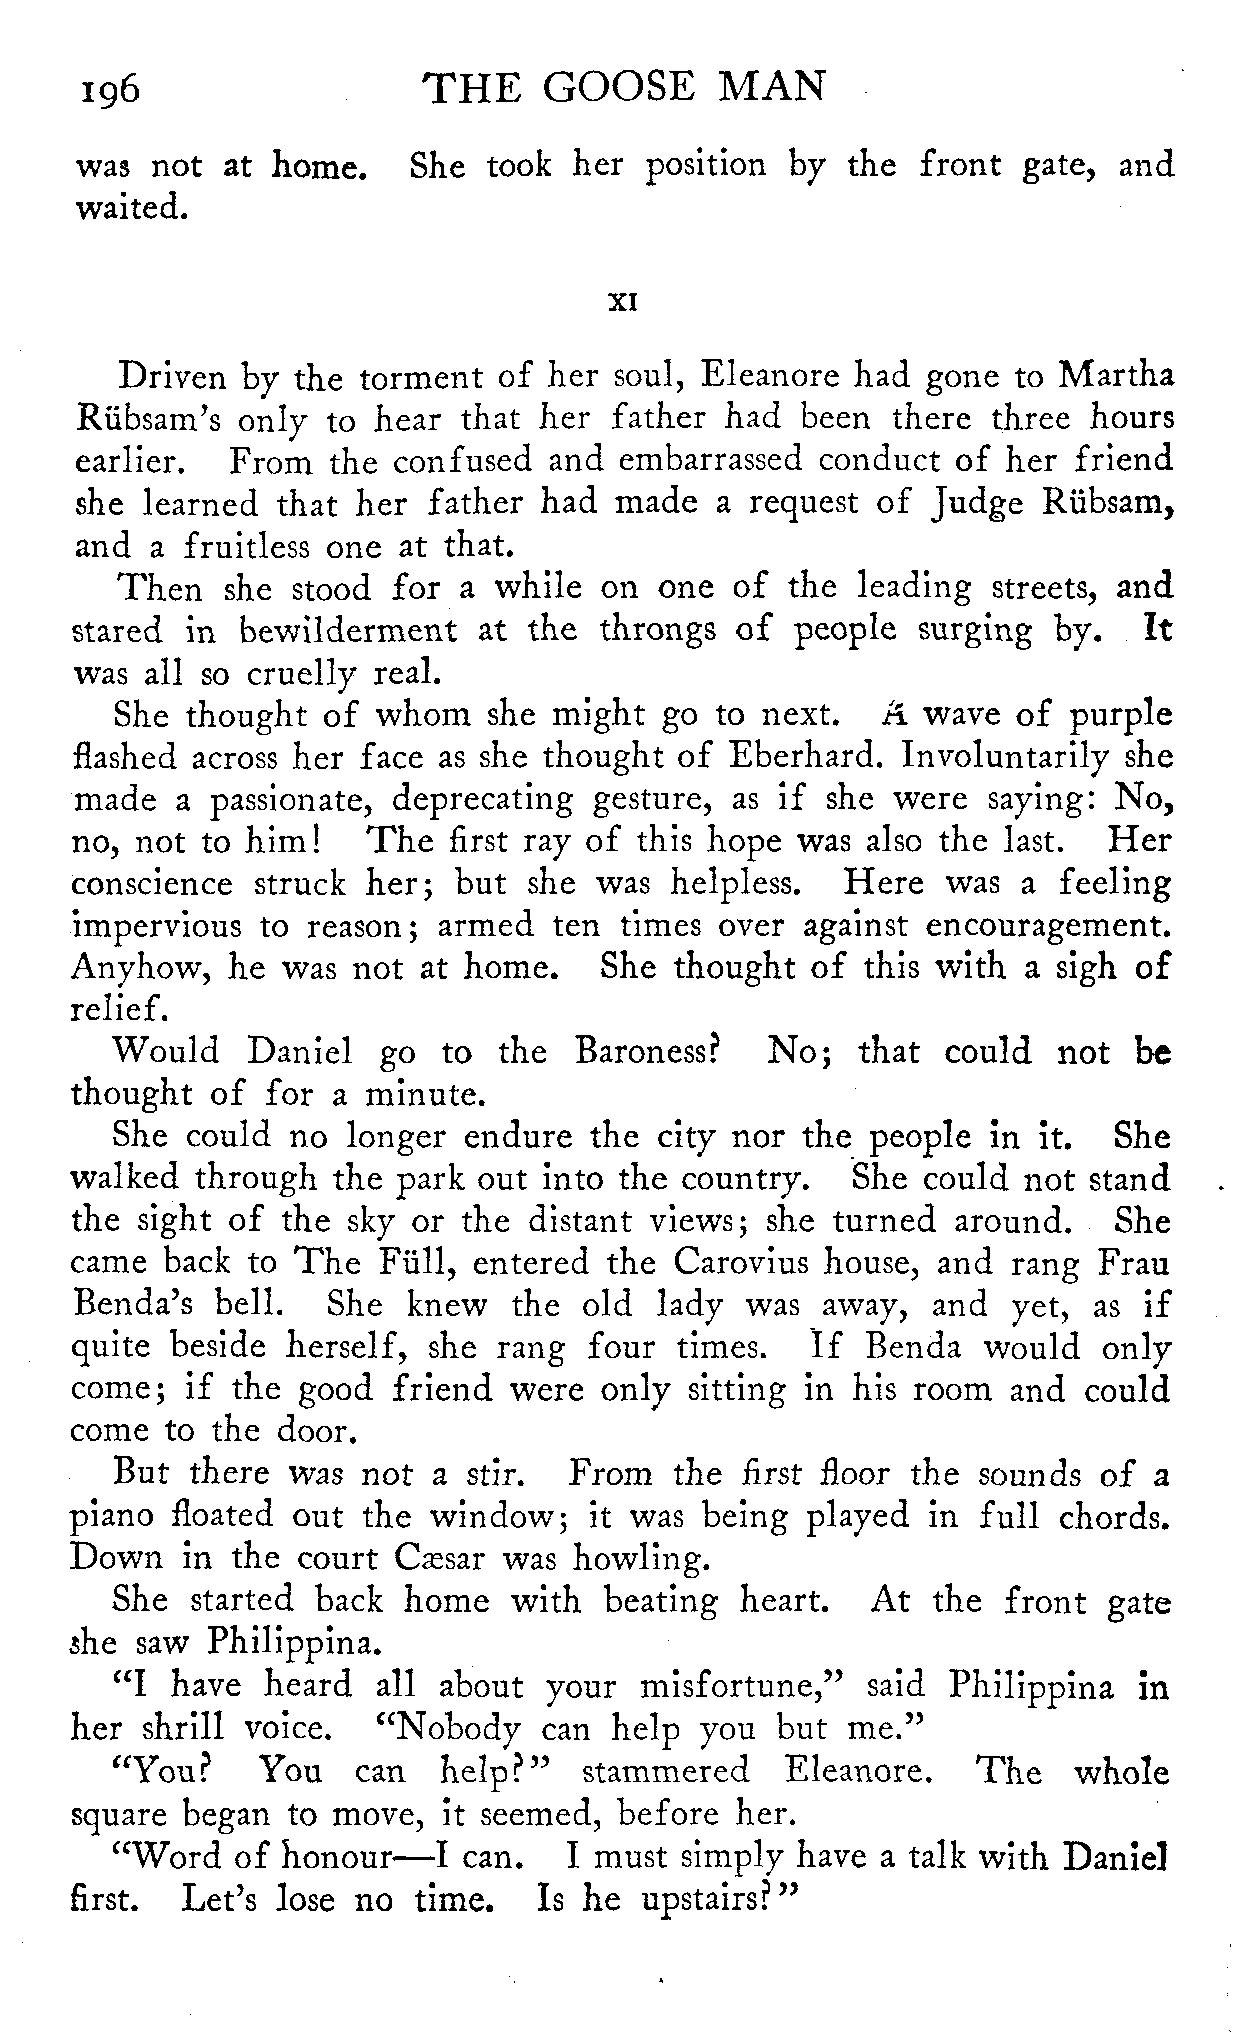 196 THE GOOSE MAN
was not at home. She took her position by the front gate, and
waited.
XI
Driven by the torment of her soul, Eleanore had gone to Martha
Rübsam's only to hear that her father had been there three hours
earlier. From the confused and embarrassed conduct of her friend
she learned that her father had made a request of Judge Rübsam,
and a fruitless one at that.
Then she stood for a while on one of the leading streets, and
stared in bewilderment at the throngs of people surging by. It
was all so cruelly real.
She thought of whom she might go to next. A wave of purple
flashed across her face as she thought of Eberhard. Involuntarily she
made a passionate, deprecating gesture, as if she were saying: No,
no, not to him! The first ray of this hope was also the last. Her
conscience struck her; but she was helpless. Here was a feeling
impervious to reason; armed ten times over against encouragement.
Anyhow, he was not at home. She thought of this with a sigh of
relief.
Would Daniel go to the Baroness? No; that could not be
thought of for a minute.
She could no longer endure the city nor the people in it. She
walked through the park out into the country. She could not stand
the sight of the sky or the distant views; she turned around. She
came back to The Füll, entered the Carovius house, and rang Frau
Benda's bell. She knew the old lady was away, and yet, as if
quite beside herself, she rang four times. If Benda would only
come; if the good friend were only sitting in his room and could
come to the door.
But there was not a stir. From the first floor the sounds of a
piano floated out the window; it was being played in full chords.
Down in the court Cæsar was howling.
She started back home with beating heart. At the front gate
she saw Philippina.
“I have heard all about your misfortune,” said Philippina in
her shrill voice. “Nobody can help you but me.”
“You? You can help?” stammered Eleanore. The whole
square began to move, it seemed, before her.
“Word of honour—I can. I must simply have a talk with Daniel
first. Let's lose no time. Is he upstairs?”